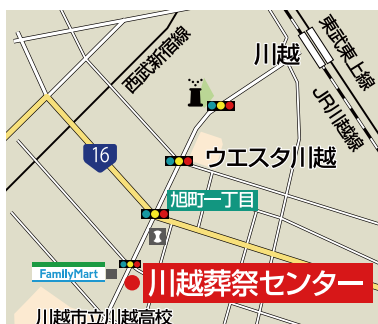 東武東上線
川越
西武新宿線
JR川越線
16
ウエスタ川越
旭町一丁目
FamilyMart
川越葬祭センター
川越市立川越高校